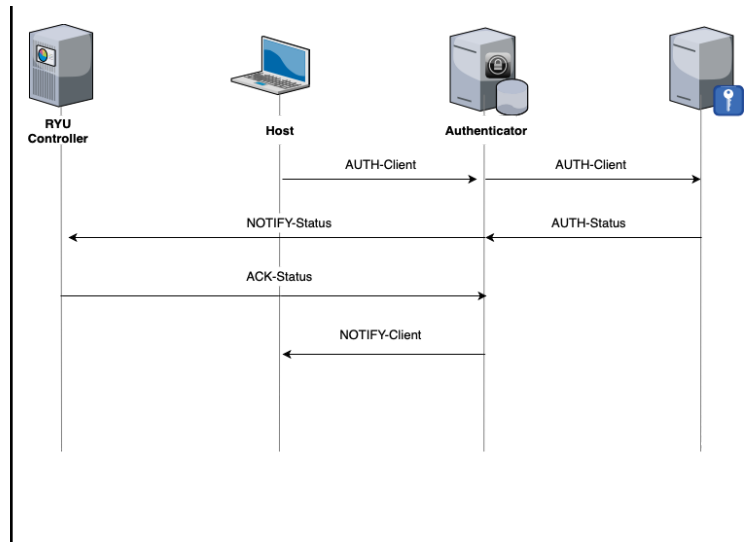 RYU
Controller
Host
Authenticator
AUTH-Client
AUTH-Client
NOTIFY-Status
AUTH-Status
ACK-Status
NOTIFY-Client